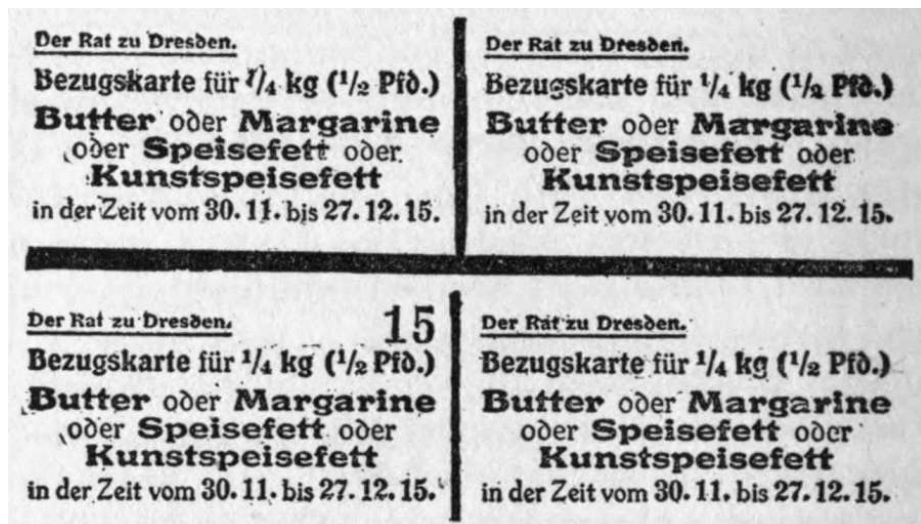 Der Rat zu Dresden.
Bezugskarte für 1/4 kg (1/2 Pfd.)
Butter oder Margarine
oder Speisefett oder
Kunstspeisefett
in der Zeit vom 30. 11. bis 27. 12. 15.
Der Rat zu Dresden.
Bezugskarte für 1/4 kg (1/2 Pfd.)
Butter oder Margarine
oder Speisefett oder
Kunstspeisefett
in der Zeit vom 30. 11. bis 27. 12. 15.
Der Rat zu Dresden. 15
Bezugskarte für 1/4 kg (1/2 Pfd.)
Butter oder Margarine
oder Speisefett oder
Kunstspeisefett
in der Zeit vom 30. 11. bis 27. 12. 15.
Der Rat zu Dresden.
Bezugskarte für 1/4 kg (1/2 Pfd.)
Butter oder Margarine
oder Speisefett oder
Kunstspeisefett
in der Zeit vom 30. 11. bis 27. 12. 15.